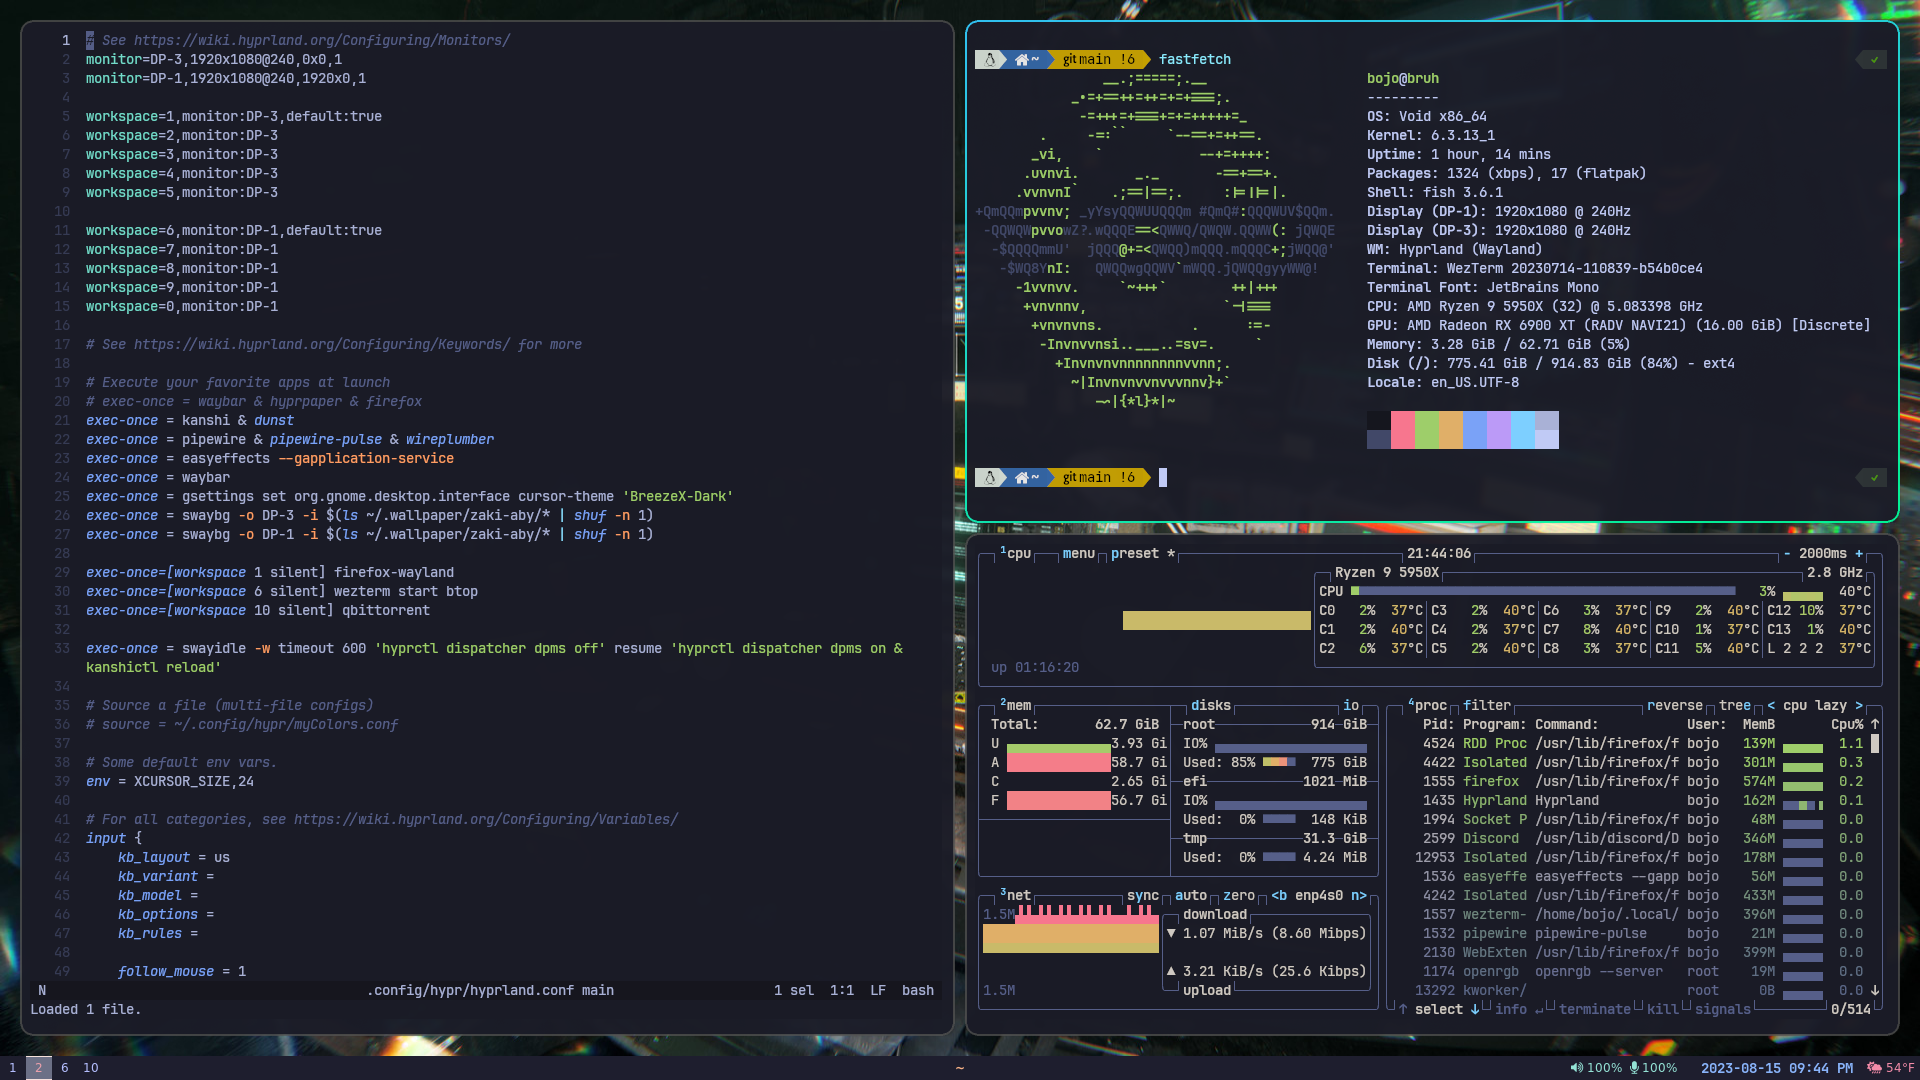 1 # See https://wiki.hyprland.org/Configuring/Monitors/
2 monitor=DP-3,1920x1080@240,0x0,1
3 monitor=DP-1,1920x1080@240,1920x0,1
4
5 workspace=1,monitor:DP-3,default:true
6 workspace=2,monitor:DP-3
7 workspace=3,monitor:DP-3
8 workspace=4,monitor:DP-3
9 workspace=5,monitor:DP-3
10
11 workspace=6,monitor:DP-1,default:true
12 workspace=7,monitor:DP-1
13 workspace=8,monitor:DP-1
14 workspace=9,monitor:DP-1
15 workspace=0,monitor:DP-1
16
17 # See https://wiki.hyprland.org/Configuring/Keywords/ for more
18
19 # Execute your favorite apps at launch
20 # exec-once = waybar & hyprpaper & firefox
21 exec-once = kanshi & dunst
22 exec-once = pipewire & pipewire-pulse & wireplumber
23 exec-once = easyeffects --gapplication-service
24 exec-once = waybar
25 exec-once = gsettings set org.gnome.desktop.interface cursor-theme 'BreezeX-Dark'
26 exec-once = swaybg -o DP-3 -i $(ls ~/.wallpaper/zaki-aby/* | shuf -n 1)
27 exec-once = swaybg -o DP-1 -i $(ls ~/.wallpaper/zaki-aby/* | shuf -n 1)
28
29 exec-once=[workspace 1 silent] firefox-wayland
30 exec-once=[workspace 6 silent] wezterm start btop
31 exec-once=[workspace 10 silent] qbittorrent
32
33 exec-once = swayidle -w timeout 600 'hyprctl dispatcher dpms off' resume 'hyprctl dispatcher dpms on &
kanshictl reload'
34
35 # Source a file (multi-file configs)
36 # source = ~/.config/hypr/myColors.conf
37
38 # Some default env vars.
39 env = XCURSOR_SIZE,24
40
41 # For all categories, see https://wiki.hyprland.org/Configuring/Variables/
42 input {
43 kb_layout = us
44 kb_variant =
45 kb_model =
46 kb_options =
47 kb_rules =
48
49 follow_mouse = 1
N .config/hypr/hyprland.conf main 1 sel 1:1 LF bash
Loaded 1 file.
~ git main !6 fastfetch ✓
bojo@bruh
---------
OS: Void x86_64
Kernel: 6.3.13_1
Uptime: 1 hour, 14 mins
Packages: 1324 (xbps), 17 (flatpak)
Shell: fish 3.6.1
Display (DP-1): 1920x1080 @ 240Hz
Display (DP-3): 1920x1080 @ 240Hz
WM: Hyprland (Wayland)
Terminal: WezTerm 20230714-110839-b54b0ce4
Terminal Font: JetBrains Mono
CPU: AMD Ryzen 9 5950X (32) @ 5.083398 GHz
GPU: AMD Radeon RX 6900 XT (RADV NAVI21) (16.00 GiB) [Discrete]
Memory: 3.28 GiB / 62.71 GiB (5%)
Disk (/): 775.41 GiB / 914.83 GiB (84%) - ext4
Locale: en_US.UTF-8
~ git main !6 ✓
1cpu menu preset * 21:44:06 - 2000ms +
Ryzen 9 5950X 2.8 GHz
CPU 3% 40°C
C0 2% 37°C C3 2% 40°C C6 3% 37°C C9 2% 40°C C12 10% 37°C
C1 2% 40°C C4 2% 37°C C7 8% 40°C C10 1% 37°C C13 1% 40°C
C2 6% 37°C C5 2% 40°C C8 3% 37°C C11 5% 40°C L 2 2 2 37°C
up 01:16:20
2mem
Total: 62.7 GiB
U 3.93 Gi
A 58.7 Gi
C 2.65 Gi
F 56.7 Gi
disks io
root 914 GiB
IO%
Used: 85% 775 GiB
efi 1021 MiB
IO%
Used: 0% 148 KiB
tmp 31.3 GiB
Used: 0% 4.24 MiB
3net sync auto zero <b enp4s0 n>
1.5M
download
▼ 1.07 MiB/s (8.60 Mibps)
▲ 3.21 KiB/s (25.6 Kibps)
1.5M
upload
4proc filter reverse tree < cpu lazy >
Pid: Program: Command: User: MemB Cpu% ↑
4524 RDD Proc /usr/lib/firefox/f bojo 139M 1.1
4422 Isolated /usr/lib/firefox/f bojo 301M 0.3
1555 firefox /usr/lib/firefox/f bojo 574M 0.2
1435 Hyprland Hyprland bojo 162M 0.1
1994 Socket P /usr/lib/firefox/f bojo 48M 0.0
2599 Discord /usr/lib/discord/D bojo 346M 0.0
12953 Isolated /usr/lib/firefox/f bojo 178M 0.0
1536 easyeffe easyeffects --gapp bojo 56M 0.0
4242 Isolated /usr/lib/firefox/f bojo 433M 0.0
1557 wezterm- /home/bojo/.local/ bojo 396M 0.0
1532 pipewire pipewire-pulse bojo 21M 0.0
2130 WebExten /usr/lib/firefox/f bojo 399M 0.0
1174 openrgb openrgb --server root 19M 0.0
13292 kworker/ root 0B 0.0 ↓
↑ select ↓ info ↵ terminate kill signals 0/514
1 2 6 10 ~ 100% 100% 2023-08-15 09:44 PM 54°F